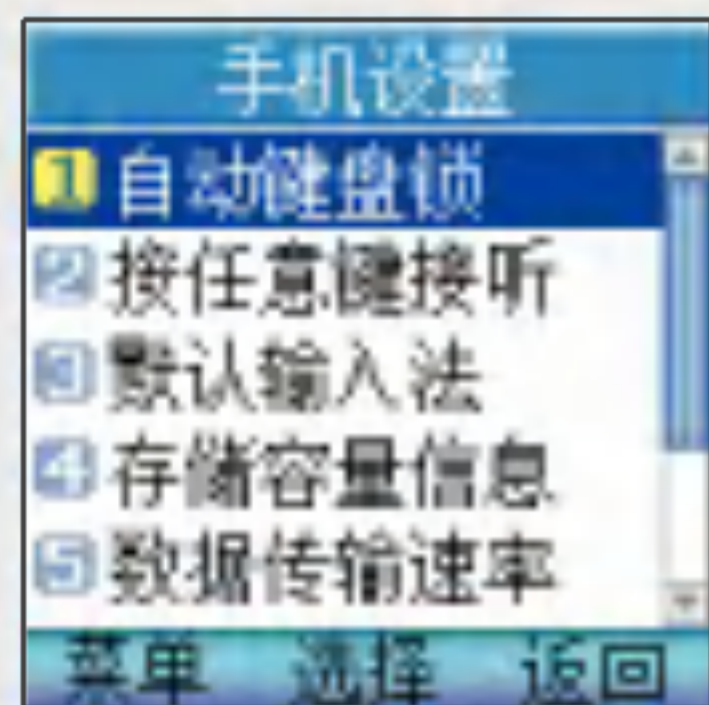 手机设置
1 自动键盘锁
2 按任意键接听
3 默认输入法
4 存储容量信息
5 数据传输速率
菜单 选择 返回